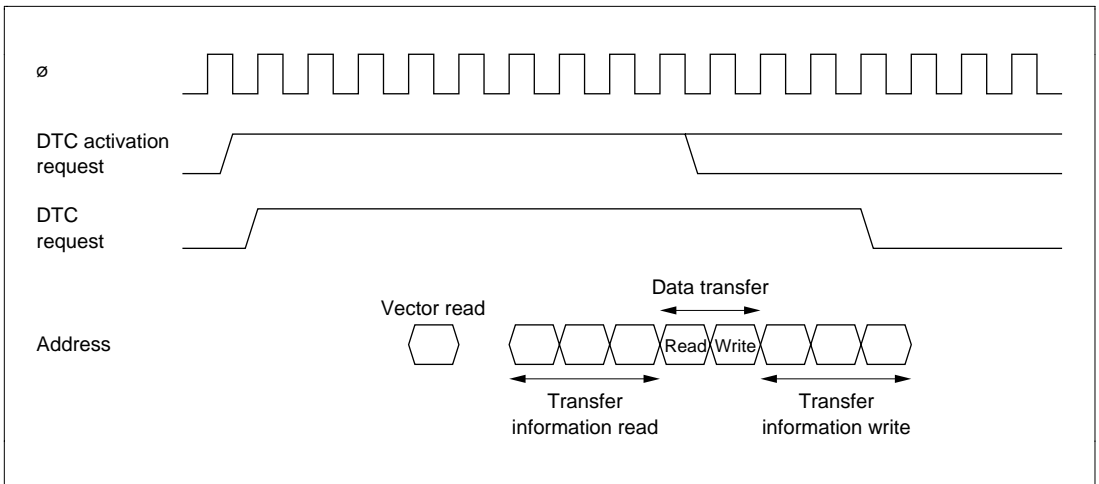 ø
DTC activation
request
DTC
request
Data transfer
Vector read
Address
Read Write
Transfer
information read
Transfer
information write